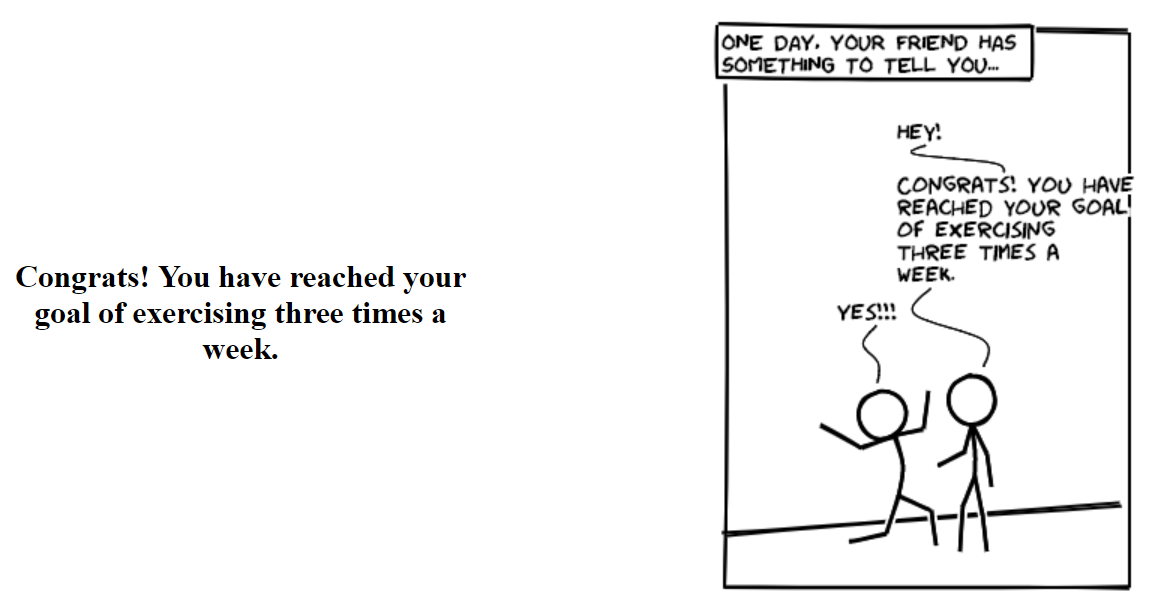 Congrats! You have reached your
goal of exercising three times a
week.
ONE DAY, YOUR FRIEND HAS
SOMETHING TO TELL YOU...
HEY!
CONGRATS! YOU HAVE
REACHED YOUR GOAL
OF EXERCISING
THREE TIMES A
WEEK.
YES!!!